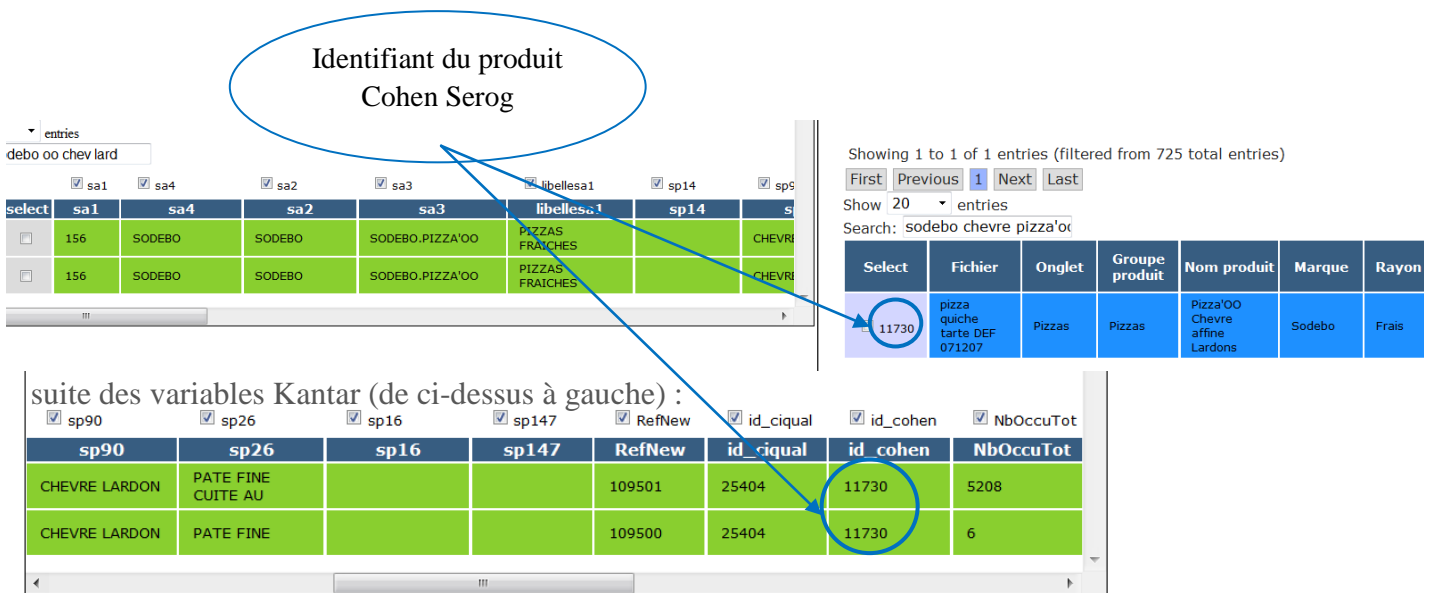 Identifiant du produit
Cohen Serog
entries
debo oo chev lard
sa1 sa4 sa2 sa3 libellesa1 sp14 sp9
select sa1 sa4 sa2 sa3 libellesa1 sp14
156 SODEBO SODEBO SODEBO.PIZZA'OO PIZZAS FRAICHES CHEVRE
156 SODEBO SODEBO SODEBO.PIZZA'OO PIZZAS FRAICHES CHEVRE
Showing 1 to 1 of 1 entries (filtered from 725 total entries)
First Previous 1 Next Last
Show 20 entries
Search: sodebo chevre pizza'oo
Select Fichier Onglet Groupe produit Nom produit Marque Rayon
11730 pizza quiche tarte DEF 071207 Pizzas Pizzas Pizza'OO Chevre affine Lardons Sodebo Frais
suite des variables Kantar (de ci-dessus à gauche) :
sp90 sp26 sp16 sp147 RefNew id_ciqual id_cohen NbOccuTot
sp90 sp26 sp16 sp147 RefNew id_ciqual id_cohen NbOccuTot
CHEVRE LARDON PATE FINE CUITE AU 109501 25404 11730 5208
CHEVRE LARDON PATE FINE 109500 25404 11730 6